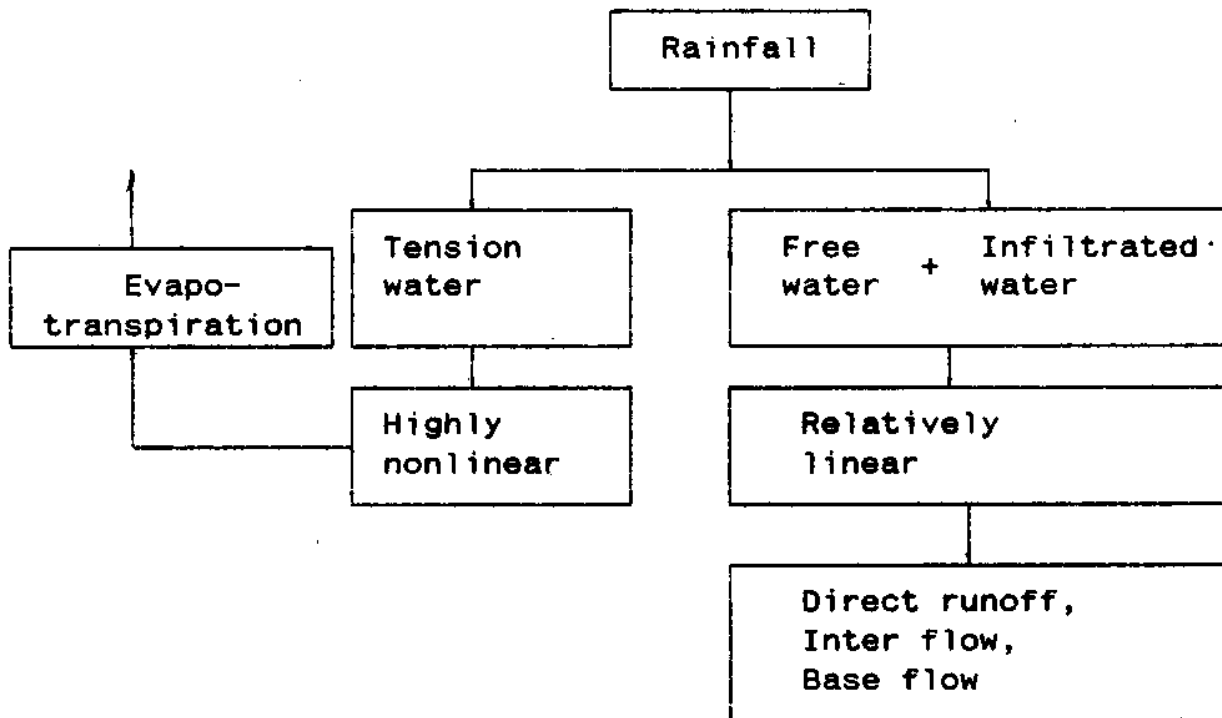 Rainfall
Tension
water
Free
water
+
Infiltrated
water
Evapo-
transpiration
Highly
nonlinear
Relatively
linear
Direct runoff,
Inter flow,
Base flow